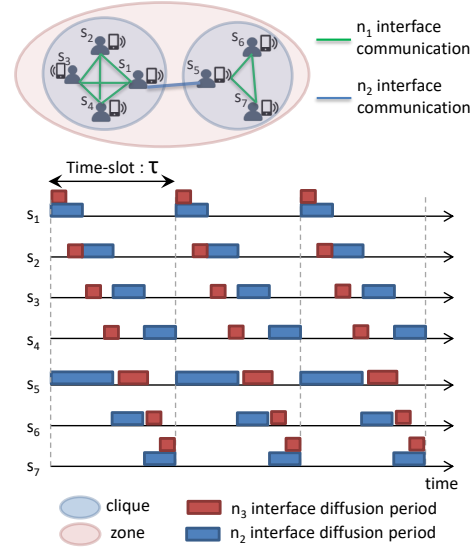 s2
s3
s1
s4
s5
s6
s7
n1 interface
communication
n2 interface
communication
Time-slot : τ
s1
s2
s3
s4
s5
s6
s7
time
clique
zone
n3 interface diffusion period
n2 interface diffusion period